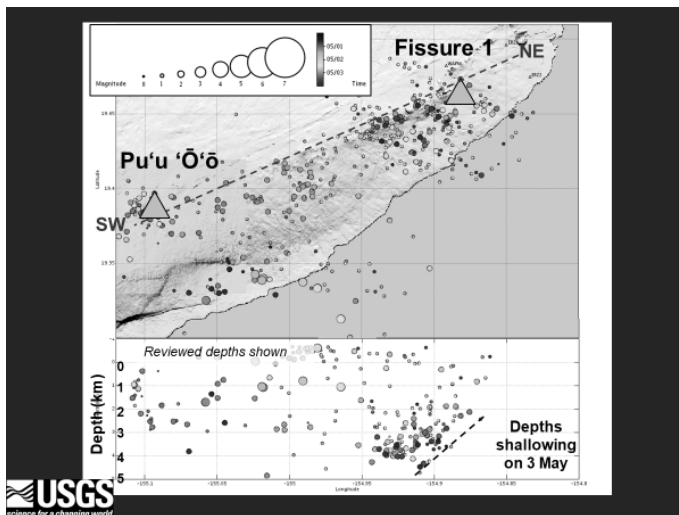 Magnitude
0 1 2 3 4 5 6 7
05/01
05/02
05/03
Time
Fissure 1
NE
Latitude
19.45
19.4
19.35
Puʻu ʻŌʻō
SW
Reviewed depths shown
Depth (km)
0
1
2
3
4
5
Depths
shallowing
on 3 May
-155.1 -155.05 -155 -154.95 -154.9 -154.85 -154.8
Longitude
USGS
science for a changing world